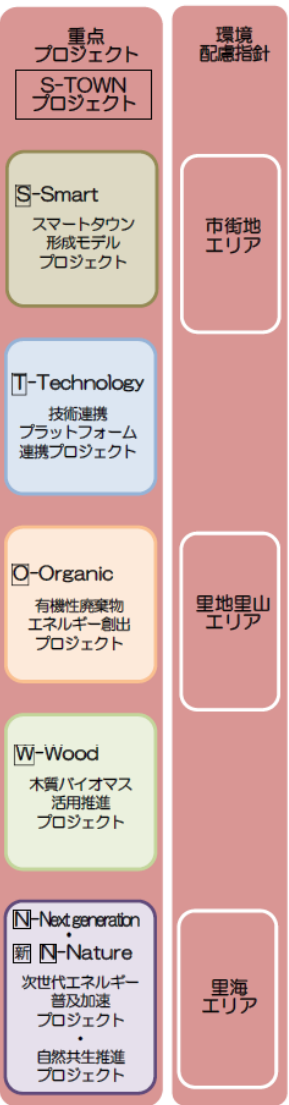 重点
プロジェクト
S-TOWN
プロジェクト
S-Smart
スマートタウン
形成モデル
プロジェクト
T-Technology
技術連携
プラットフォーム
連携プロジェクト
O-Organic
有機性廃棄物
エネルギー創出
プロジェクト
W-Wood
木質バイオマス
活用推進
プロジェクト
N-Next generation
・
新 N-Nature
次世代エネルギー
普及加速
プロジェクト
・
自然共生推進
プロジェクト
環境
配慮指針
市街地
エリア
里地里山
エリア
里海
エリア